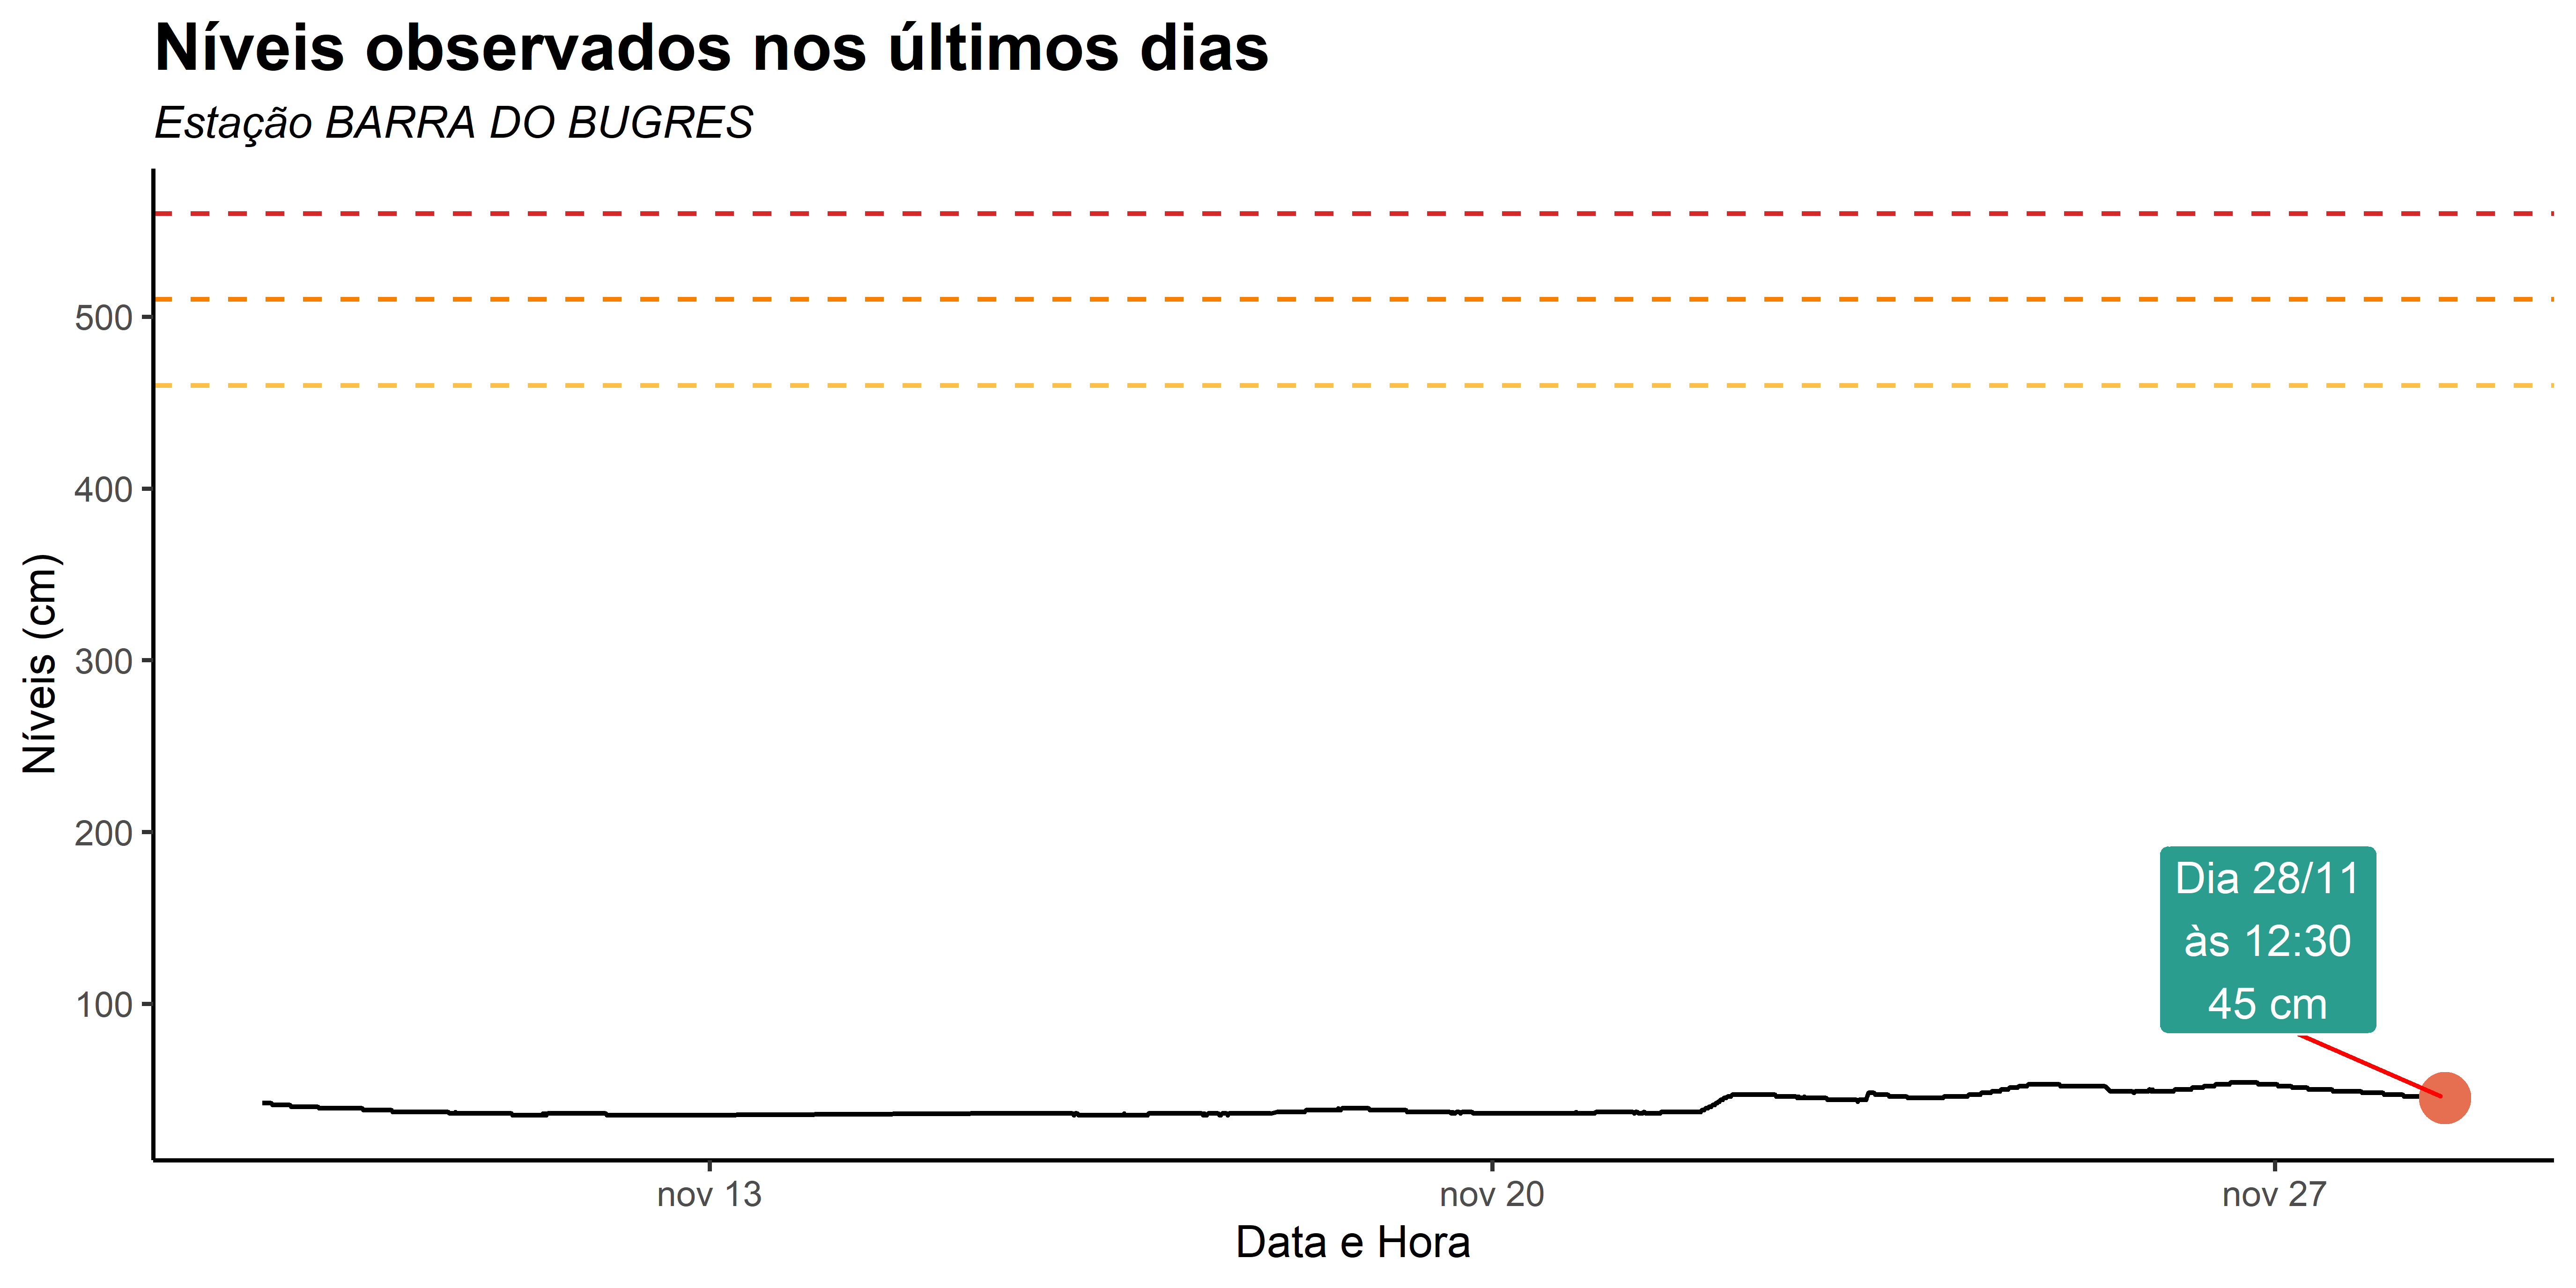 Níveis observados nos últimos dias
Estação BARRA DO BUGRES
Níveis (cm)
500
400
300
200
100
Dia 28/11
às 12:30
45 cm
nov 13
nov 20
nov 27
Data e Hora